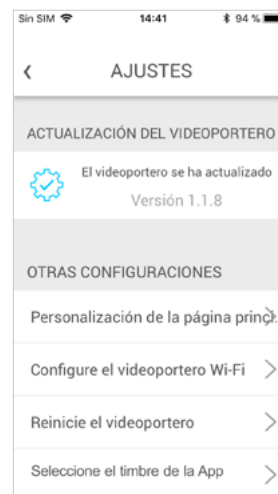 Sin SIM 14:41 94 %
AJUSTES
ACTUALIZACIÓN DEL VIDEOPORTERO
El videoportero se ha actualizado
Versión 1.1.8
OTRAS CONFIGURACIONES
Personalización de la página princi.
Configure el videoportero Wi-Fi
Reinicie el videoportero
Seleccione el timbre de la App